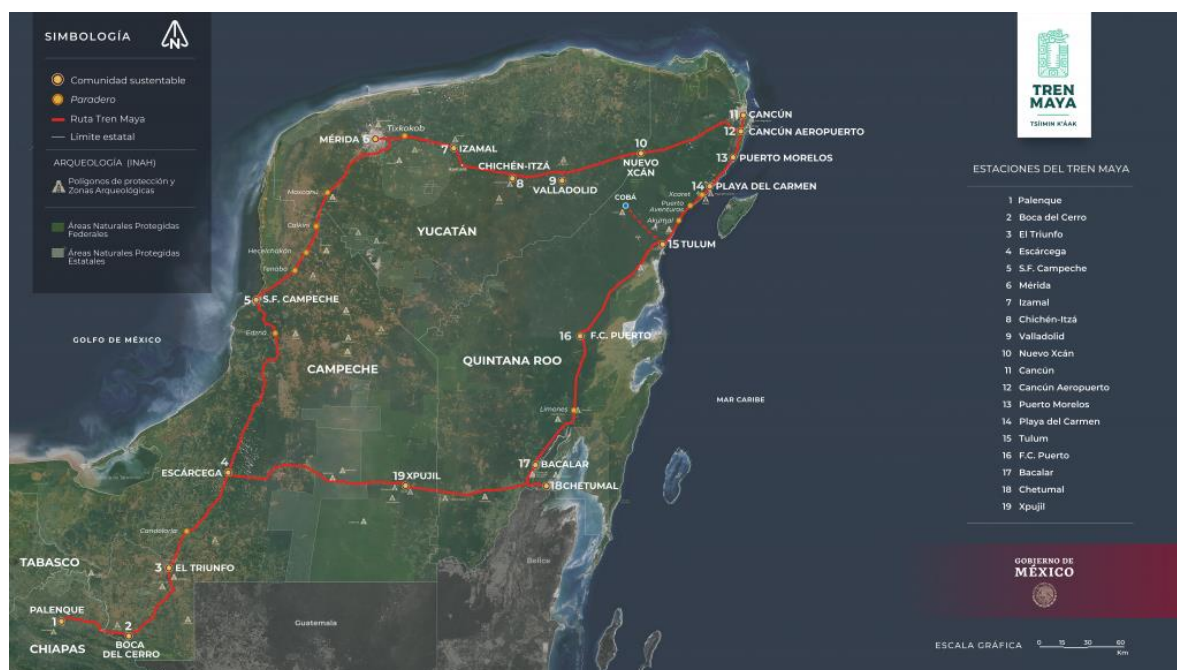 SIMBOLOGÍA
N
Comunidad sustentable
Paradero
Ruta Tren Maya
Límite estatal
ARQUEOLOGÍA (INAH)
Polígonos de protección y
Zonas Arqueológicas
Áreas Naturales Protegidas
Federales
Áreas Naturales Protegidas
Estatales
TREN
MAYA
TSÍIMIN K'ÁAK
ESTACIONES DEL TREN MAYA
1 Palenque
2 Boca del Cerro
3 El Triunfo
4 Escárcega
5 S.F. Campeche
6 Mérida
7 Izamal
8 Chichén-Itzá
9 Valladolid
10 Nuevo Xcán
11 Cancún
12 Cancún Aeropuerto
13 Puerto Morelos
14 Playa del Carmen
15 Tulum
16 F.C. Puerto
17 Bacalar
18 Chetumal
19 Xpujil
GOBIERNO DE
MÉXICO
ESCALA GRÁFICA 0 15 30 60
Km
11 CANCÚN
12 CANCÚN AEROPUERTO
Tixkokob
MÉRIDA 6
7 IZAMAL
10
NUEVO
XCÁN
13 PUERTO MORELOS
CHICHÉN-ITZÁ
8
9
VALLADOLID
14 PLAYA DEL CARMEN
Xcaret
Puerto
Aventuras
Akumal
COBÁ
Maxcanú
Calkiní
YUCATÁN
15 TULUM
Hecelchakán
Tenabo
5 S.F. CAMPECHE
Edzná
GOLFO DE MÉXICO
16 F.C. PUERTO
CAMPECHE
QUINTANA ROO
MAR CARIBE
Limones
4
ESCÁRCEGA
17 BACALAR
19 XPUJIL
18 CHETUMAL
Candelaria
TABASCO
3 EL TRIUNFO
Belice
PALENQUE
1
2
BOCA
DEL CERRO
Guatemala
CHIAPAS